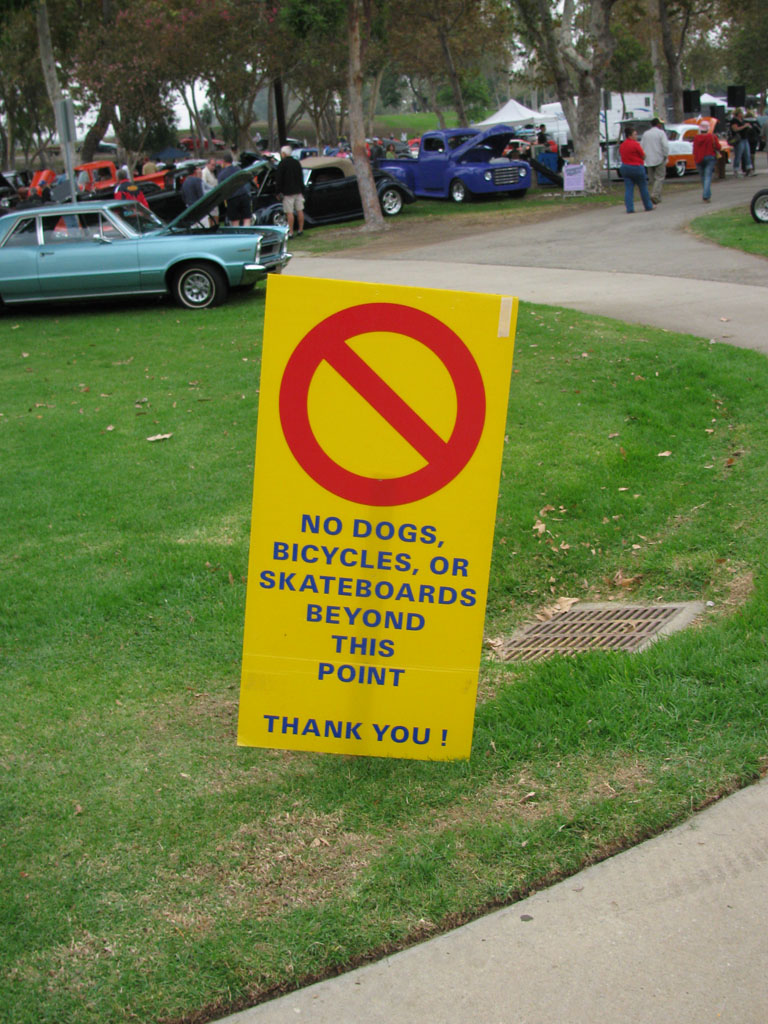 NO DOGS,
BICYCLES, OR
SKATEBOARDS
BEYOND
THIS
POINT
THANK YOU !